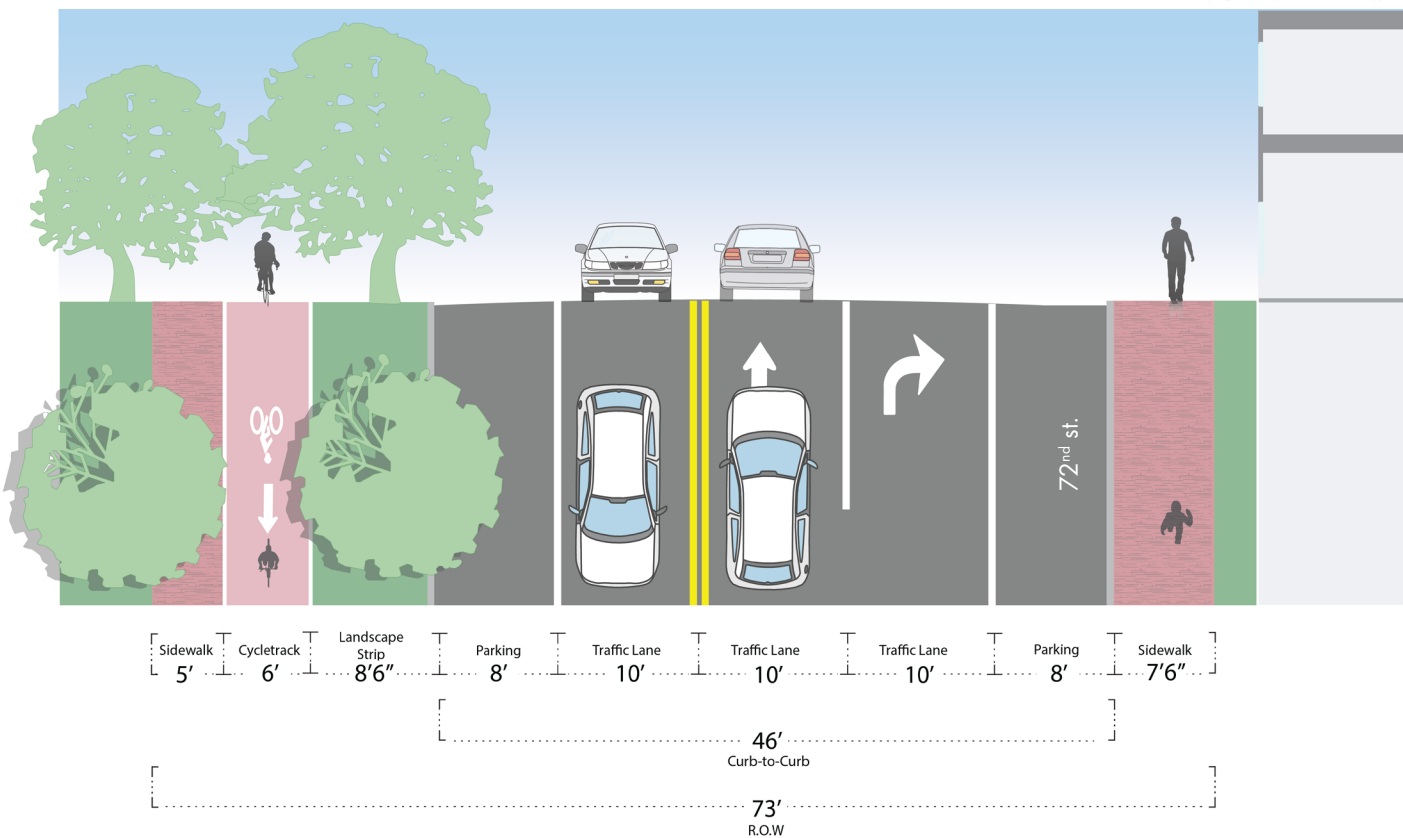 72nd st.
Sidewalk
5’
Cycletrack
6’
Landscape
Strip
8’6”
Parking
8’
Traffic Lane
10’
Traffic Lane
10’
Traffic Lane
10’
Parking
8’
Sidewalk
7’6”
46’
Curb-to-Curb
73’
R.O.W